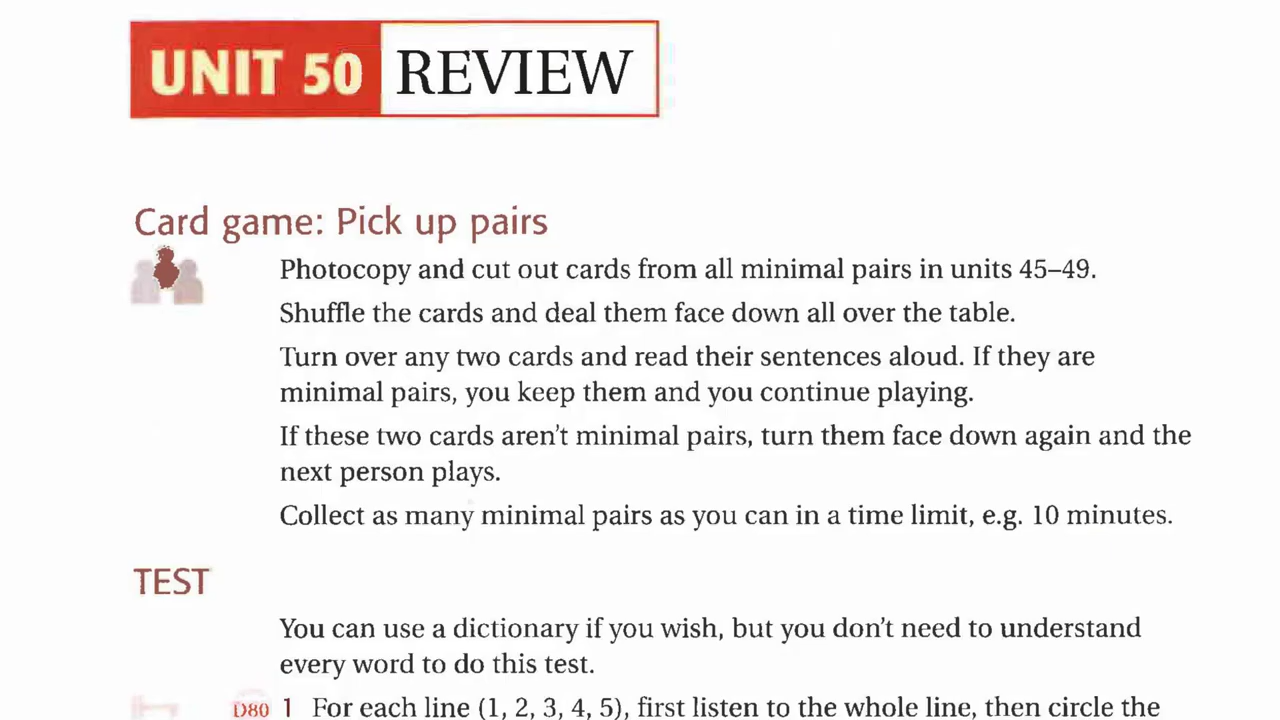 UNIT 50 REVIEW
Card game: Pick up pairs
Photocopy and cut out cards from all minimal pairs in units 45–49.
Shuffle the cards and deal them face down all over the table.
Turn over any two cards and read their sentences aloud. If they are
minimal pairs, you keep them and you continue playing.
If these two cards aren't minimal pairs, turn them face down again and the
next person plays.
Collect as many minimal pairs as you can in a time limit, e.g. 10 minutes.
TEST
You can use a dictionary if you wish, but you don't need to understand
every word to do this test.
D80 1 For each line (1, 2, 3, 4, 5), first listen to the whole line, then circle the